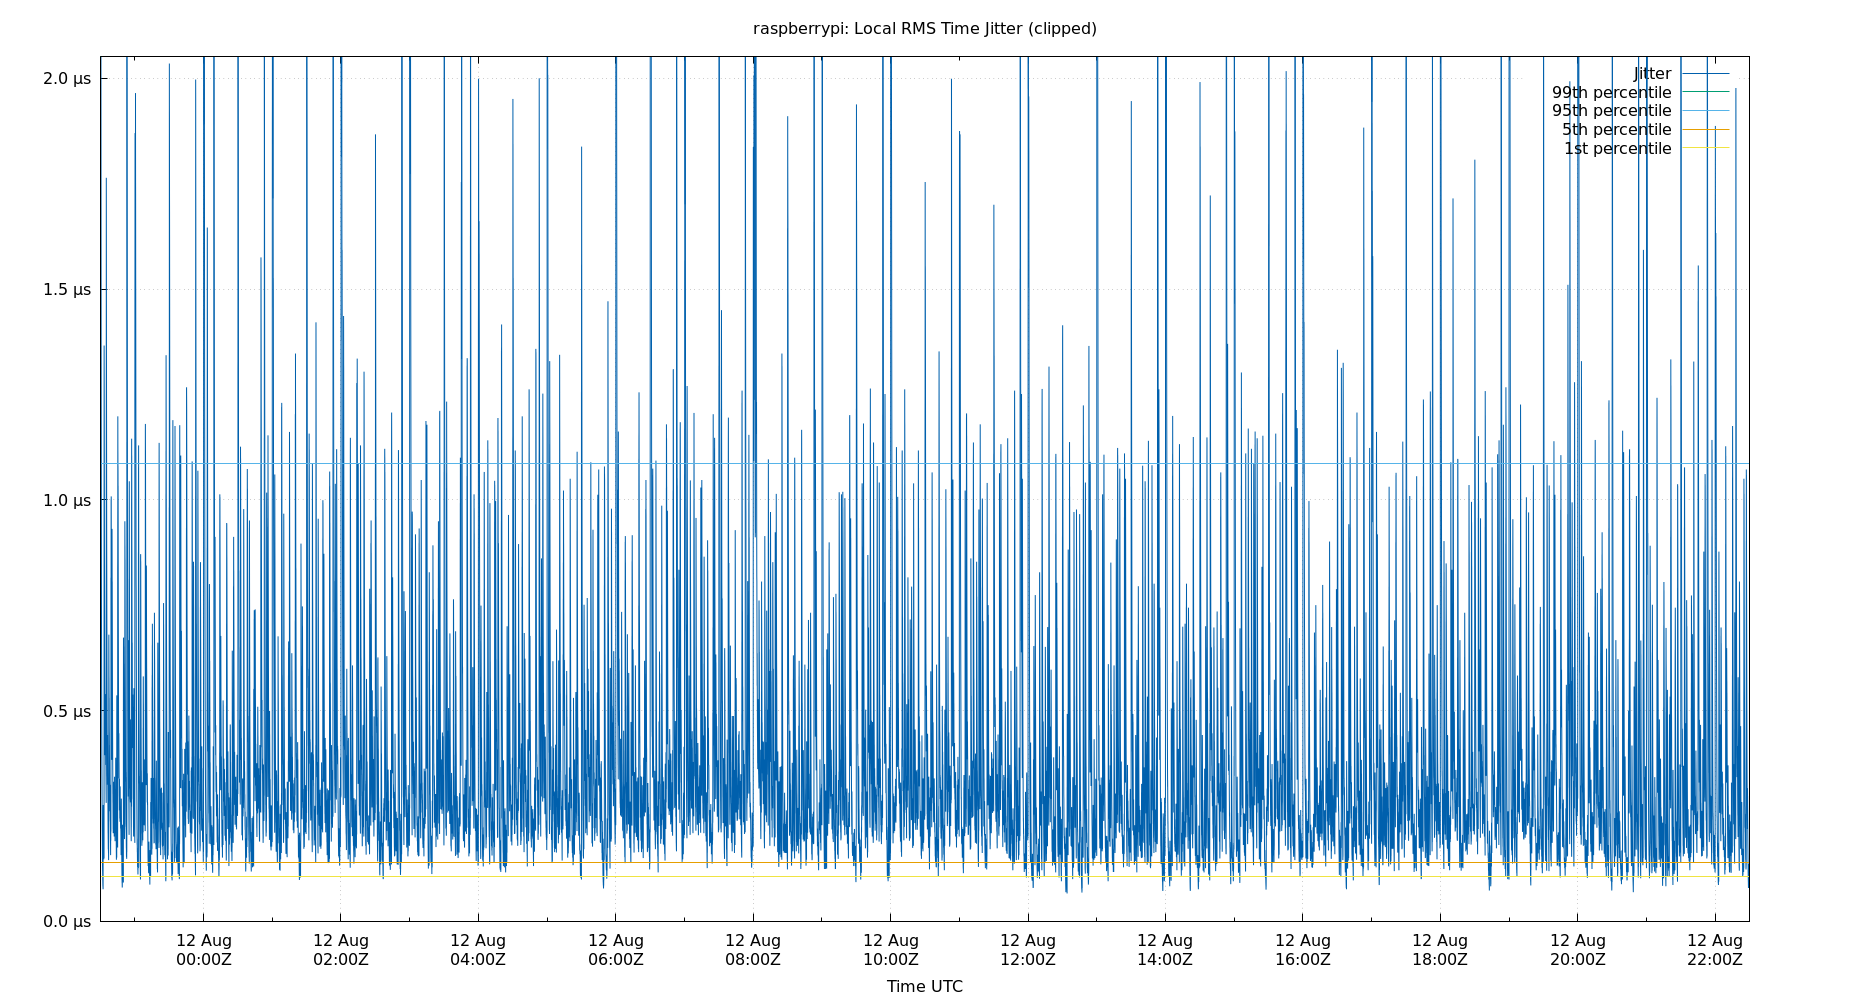 raspberrypi: Local RMS Time Jitter (clipped)
2.0 μs
1.5 μs
1.0 μs
0.5 μs
0.0 μs
Jitter
99th percentile
95th percentile
5th percentile
1st percentile
12 Aug 12 Aug 12 Aug 12 Aug 12 Aug 12 Aug 12 Aug 12 Aug 12 Aug 12 Aug 12 Aug 12 Aug
00:00Z 02:00Z 04:00Z 06:00Z 08:00Z 10:00Z 12:00Z 14:00Z 16:00Z 18:00Z 20:00Z 22:00Z
Time UTC